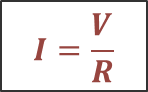 I = V/R